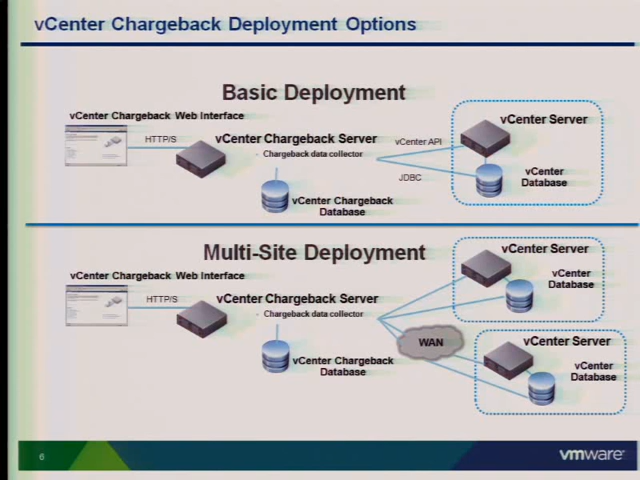 vCenter Chargeback Deployment Options
Basic Deployment
vCenter Chargeback Web Interface
HTTP/S
vCenter Chargeback Server
- Chargeback data collector
vCenter API
JDBC
vCenter Server
vCenter
Database
vCenter Chargeback
Database
Multi-Site Deployment
vCenter Chargeback Web Interface
HTTP/S
vCenter Chargeback Server
- Chargeback data collector
vCenter Server
vCenter
Database
WAN
vCenter Server
vCenter
Database
vCenter Chargeback
Database
6
vmware